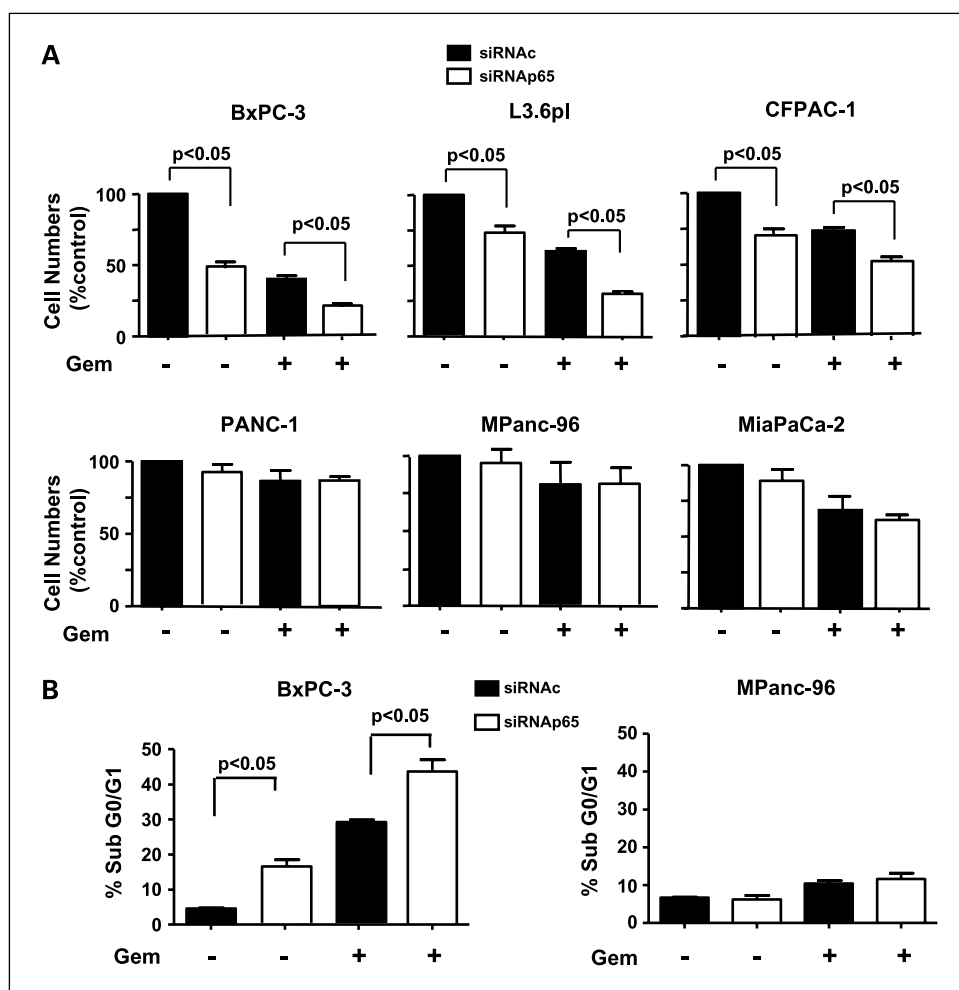 A
siRNAc
siRNAp65
BxPC-3
L3.6pl
CFPAC-1
p<0.05
p<0.05
p<0.05
p<0.05
p<0.05
p<0.05
Cell Numbers
(%control)
100
50
0
Gem
- - + +
- - + +
- - + +
PANC-1
MPanc-96
MiaPaCa-2
Cell Numbers
(%control)
100
50
0
Gem
- - + +
- - + +
- - + +
B
BxPC-3
siRNAc
siRNAp65
MPanc-96
p<0.05
p<0.05
% Sub G0/G1
50
40
30
20
10
0
Gem
- - + +
% Sub G0/G1
50
40
30
20
10
0
Gem
- - + +